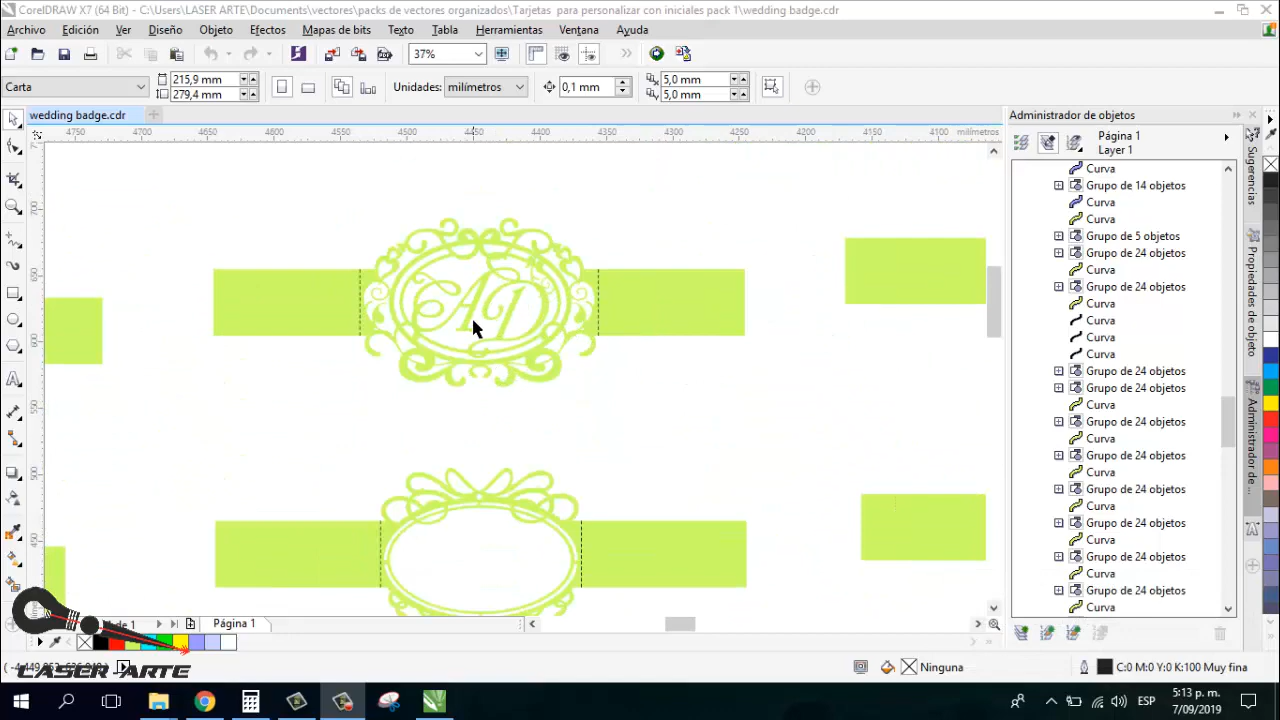 CorelDRAW X7 (64 Bit) - C:\Users\LASER ARTE\Documents\vectores\packs de vectores organizados\Tarjetas para personalizar con iniciales pack 1\wedding badge.cdr
Archivo Edición Ver Diseño Objeto Efectos Mapas de bits Texto Tabla Herramientas Ventana Ayuda
37%
Carta 215,9 mm 279,4 mm Unidades: milímetros 0,1 mm 5,0 mm 5,0 mm
wedding badge.cdr
Administrador de objetos
4750 4700 4650 4600 4550 4500 4450 4400 4350 4300 4250 4200 4150 4100 milímetros
Página 1
Layer 1
Curva
Grupo de 14 objetos
Curva
Curva
Grupo de 5 objetos
Grupo de 24 objetos
Curva
Grupo de 24 objetos
Curva
Curva
Curva
Curva
Grupo de 24 objetos
Grupo de 24 objetos
Curva
Grupo de 24 objetos
Curva
Grupo de 24 objetos
Curva
Grupo de 24 objetos
Curva
Grupo de 24 objetos
Curva
Grupo de 24 objetos
Curva
Grupo de 24 objetos
Curva
Sugerencias
Propiedades de objeto
Administrador de...
AD
de 1
Página 1
LASER ARTE
Ninguna
C:0 M:0 Y:0 K:100 Muy fina
ESP
5:13 p. m.
7/09/2019